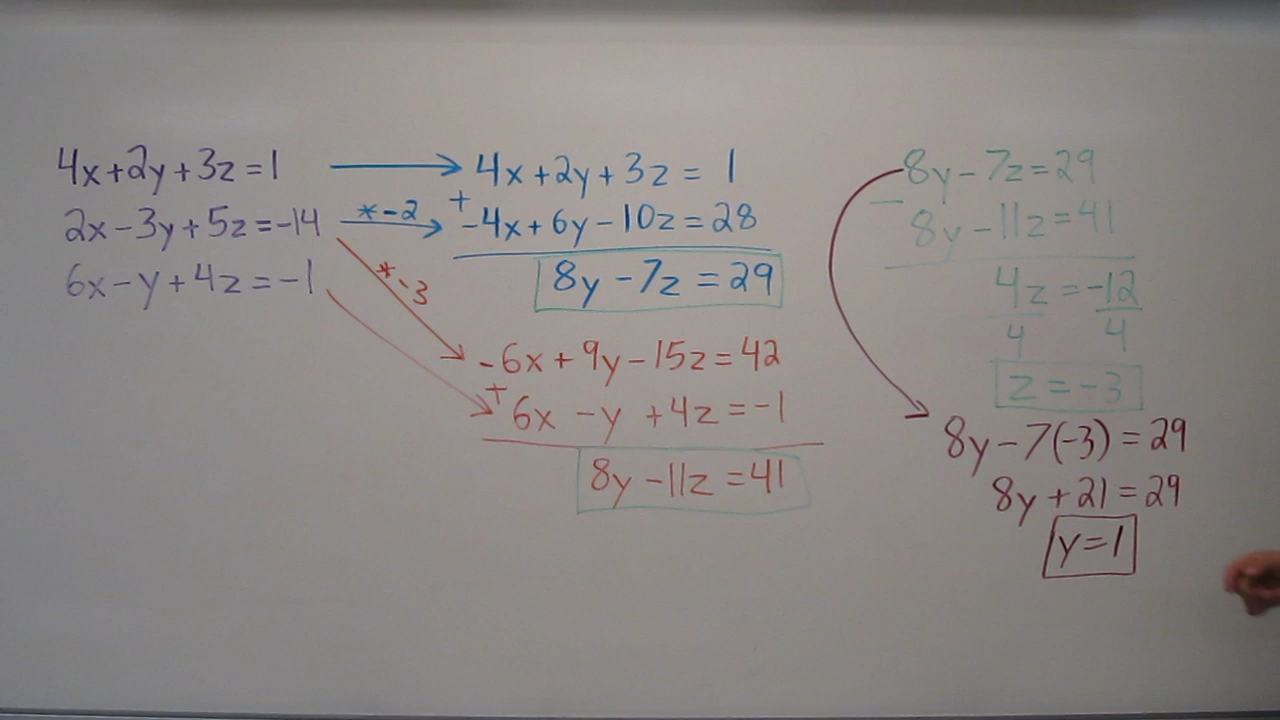 4x+2y+3z=1
2x-3y+5z=-14
6x-y+4z=-1
*-2
*-3
4x+2y+3z=1
+
-4x+6y-10z=28
8y-7z=29
-6x+9y-15z=42
+
6x-y+4z=-1
8y-11z=41
8y-7z=29
-
8y-11z=41
4z=-12
4 4
z=-3
8y-7(-3)=29
8y+21=29
y=1